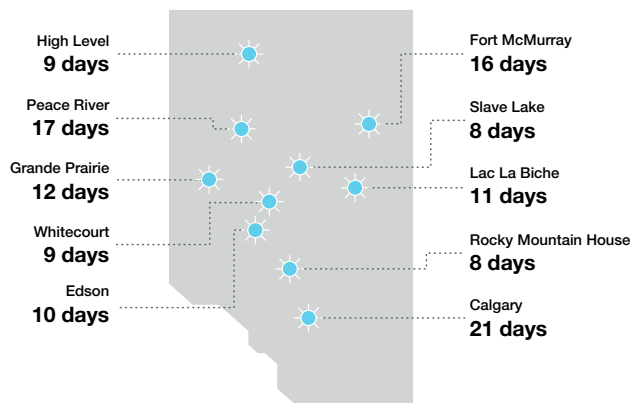 High Level
9 days
Peace River
17 days
Grande Prairie
12 days
Whitecourt
9 days
Edson
10 days
Fort McMurray
16 days
Slave Lake
8 days
Lac La Biche
11 days
Rocky Mountain House
8 days
Calgary
21 days